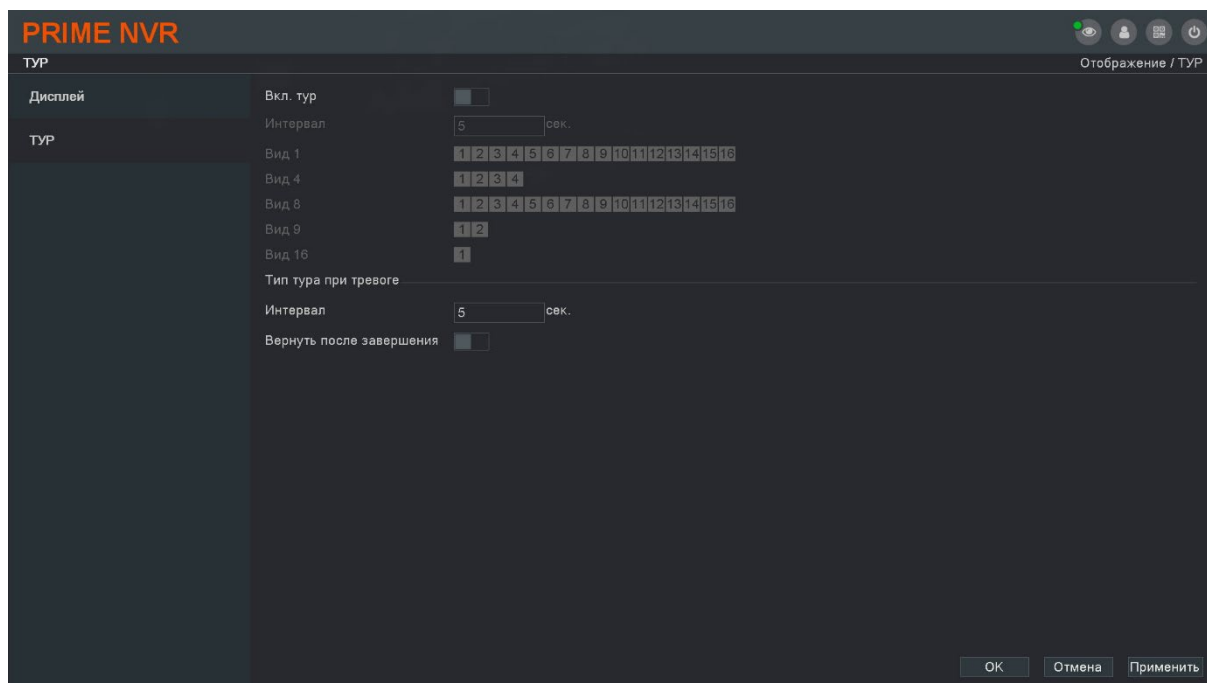 PRIME NVR
ТУР Отображение / ТУР
Дисплей
ТУР
Вкл. тур
Интервал 5 сек.
Вид 1 1 2 3 4 5 6 7 8 9 10 11 12 13 14 15 16
Вид 4 1 2 3 4
Вид 8 1 2 3 4 5 6 7 8 9 10 11 12 13 14 15 16
Вид 9 1 2
Вид 16 1
Тип тура при тревоге
Интервал 5 сек.
Вернуть после завершения
OK Отмена Применить